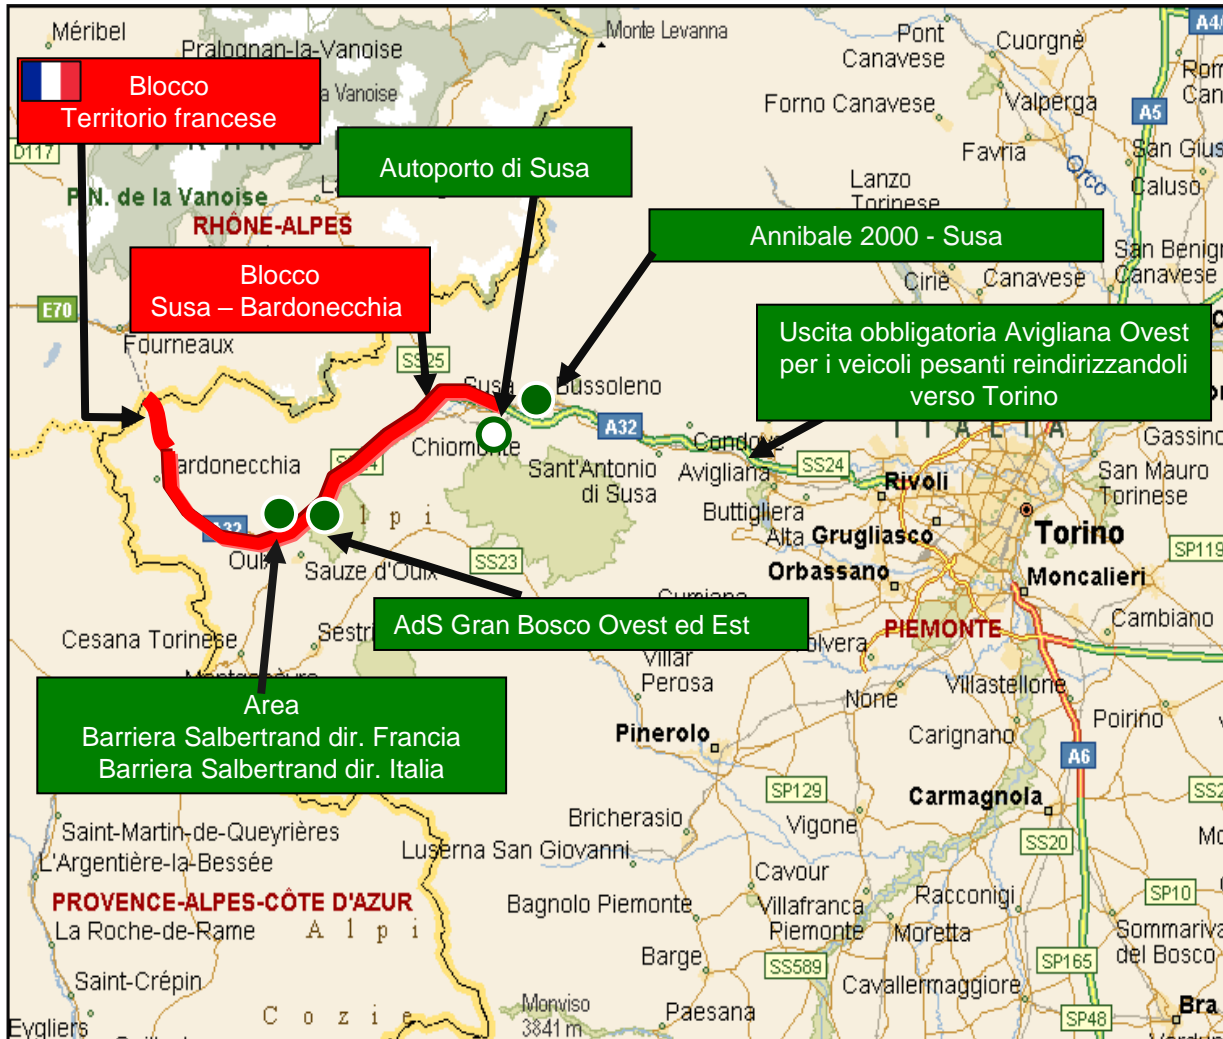 Méribel
Pralognan-la-Vanoise
Monte Levanna
Pont
Canavese
Cuorgnè
Blocco
Territorio francese
a Vanoise
Forno Canavese
Valperga
A5
D117
Autoporto di Susa
Favria
Orco
San Gius
Caluso
P.N. de la Vanoise
Lanzo
Torinese
RHÔNE-ALPES
Annibale 2000 - Susa
San Benign
Canavese
Blocco
Susa – Bardonecchia
Ciriè
Canavese
E70
Fourneaux
SS25
Uscita obbligatoria Avigliana Ovest
per i veicoli pesanti reindirizzandoli
verso Torino
Susa
Bussoleno
A32
Chiomonte
Condove
I T A L I A
Gassino
Sant'Antonio
di Susa
Avigliana
SS24
Rivoli
San Mauro
Torinese
Buttigliera
Alta
Grugliasco
Torino
A32
l p i
SP119
Sauze d'Oulx
SS23
Orbassano
Moncalieri
AdS Gran Bosco Ovest ed Est
Cambiano
PIEMONTE
Cesana Torinese
Villar
Perosa
None
Villastellone
Area
Barriera Salbertrand dir. Francia
Barriera Salbertrand dir. Italia
Poirino
Pinerolo
Carignano
A6
SP129
Carmagnola
Saint-Martin-de-Queyrières
Bricherasio
Vigone
L'Argentière-la-Bessée
Luserna San Giovanni
SS20
Cavour
PROVENCE-ALPES-CÔTE D'AZUR
Bagnolo Piemonte
Villafranca
Piemonte
Racconigi
SP10
La Roche-de-Rame
A l p i
Moretta
Sommariva
del Bosco
Barge
SS589
SP165
Saint-Crépin
Cavallermaggiore
C o z i e
Monviso
3841 m
Paesana
SP48
Bra
Eygliers